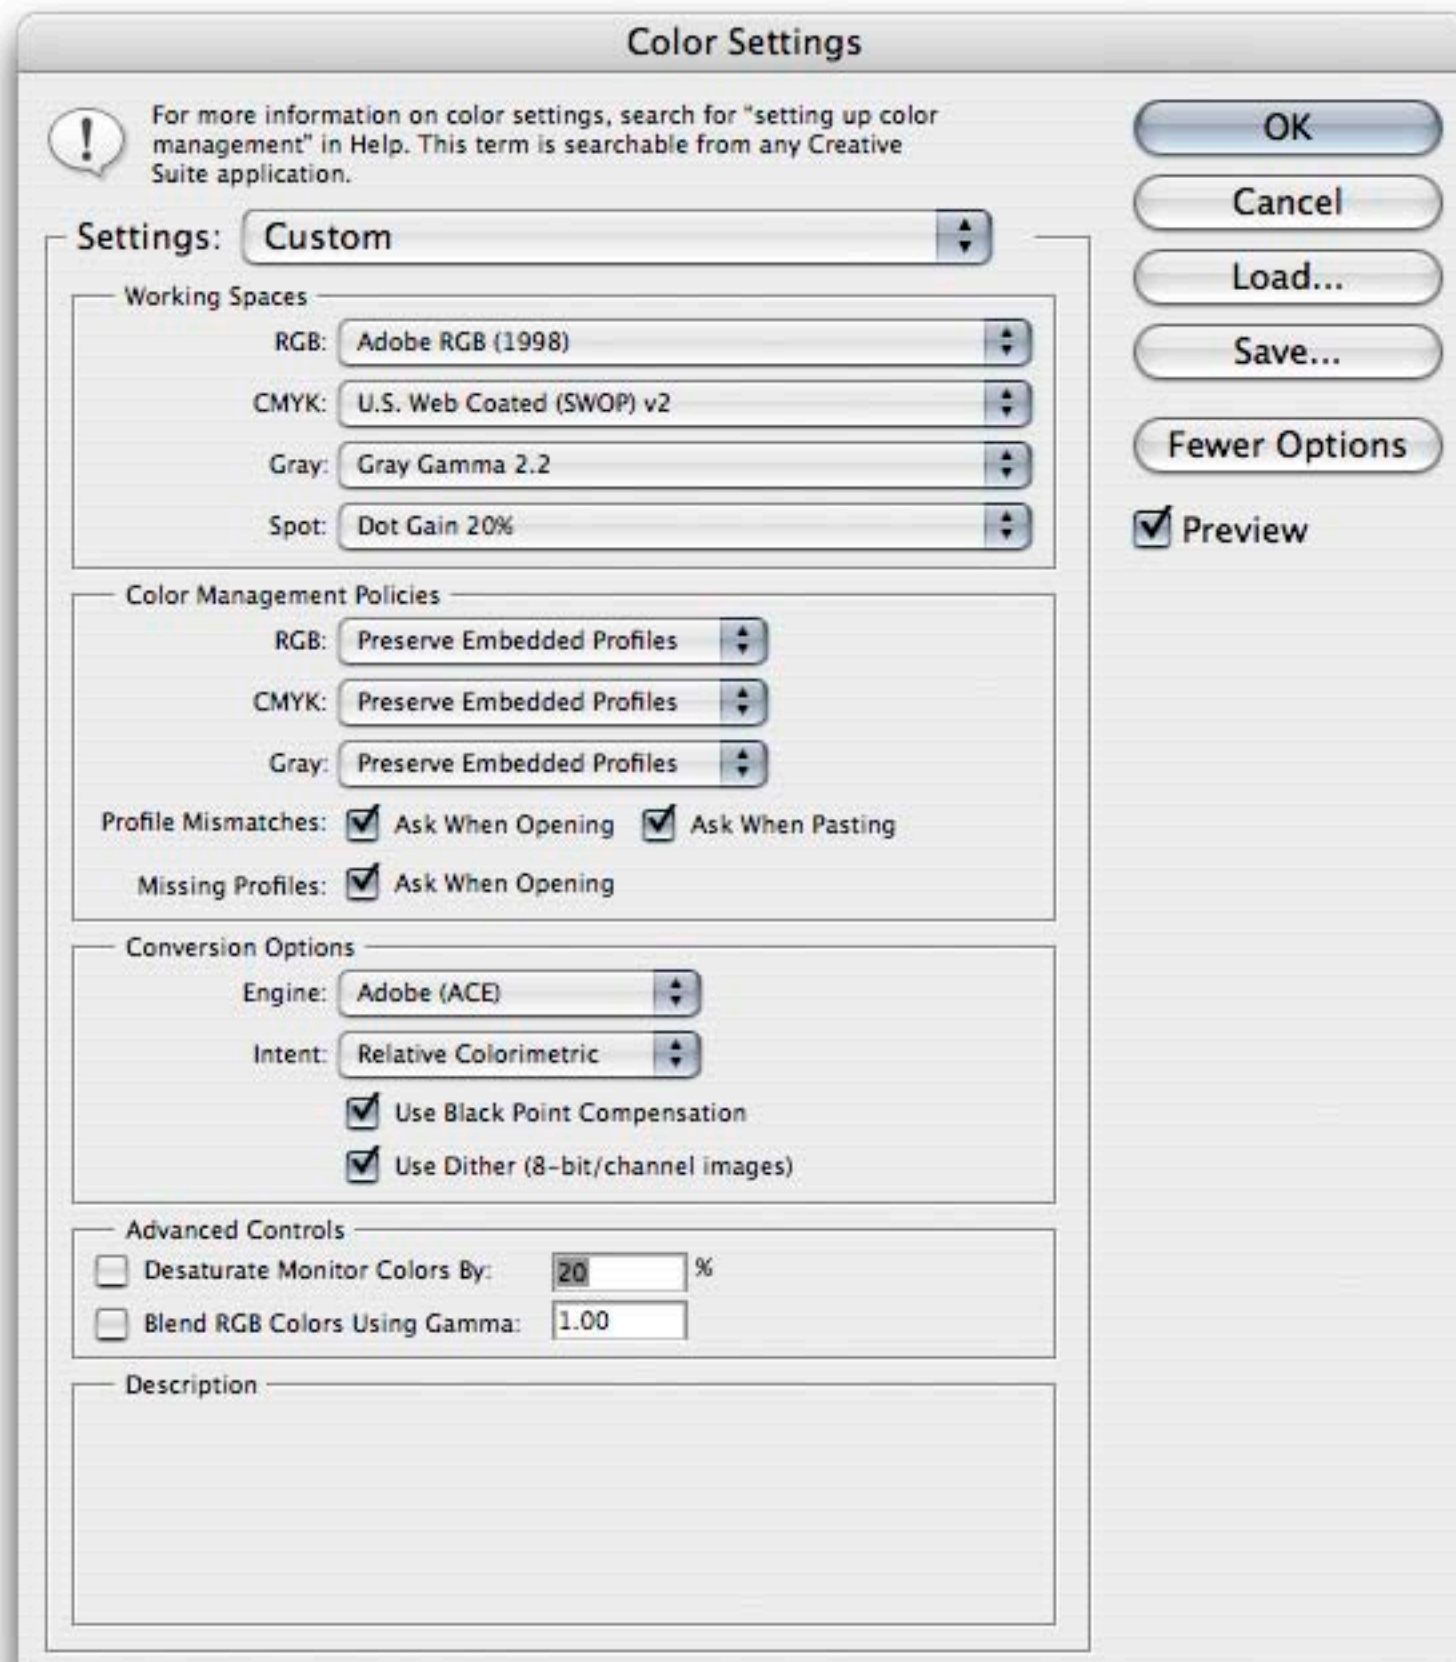 Color Settings
For more information on color settings, search for "setting up color
management" in Help. This term is searchable from any Creative
Suite application.
OK
Cancel
Load...
Save...
Fewer Options
Preview
Settings: Custom
Working Spaces
RGB: Adobe RGB (1998)
CMYK: U.S. Web Coated (SWOP) v2
Gray: Gray Gamma 2.2
Spot: Dot Gain 20%
Color Management Policies
RGB: Preserve Embedded Profiles
CMYK: Preserve Embedded Profiles
Gray: Preserve Embedded Profiles
Profile Mismatches: Ask When Opening Ask When Pasting
Missing Profiles: Ask When Opening
Conversion Options
Engine: Adobe (ACE)
Intent: Relative Colorimetric
Use Black Point Compensation
Use Dither (8-bit/channel images)
Advanced Controls
Desaturate Monitor Colors By: 20 %
Blend RGB Colors Using Gamma: 1.00
Description